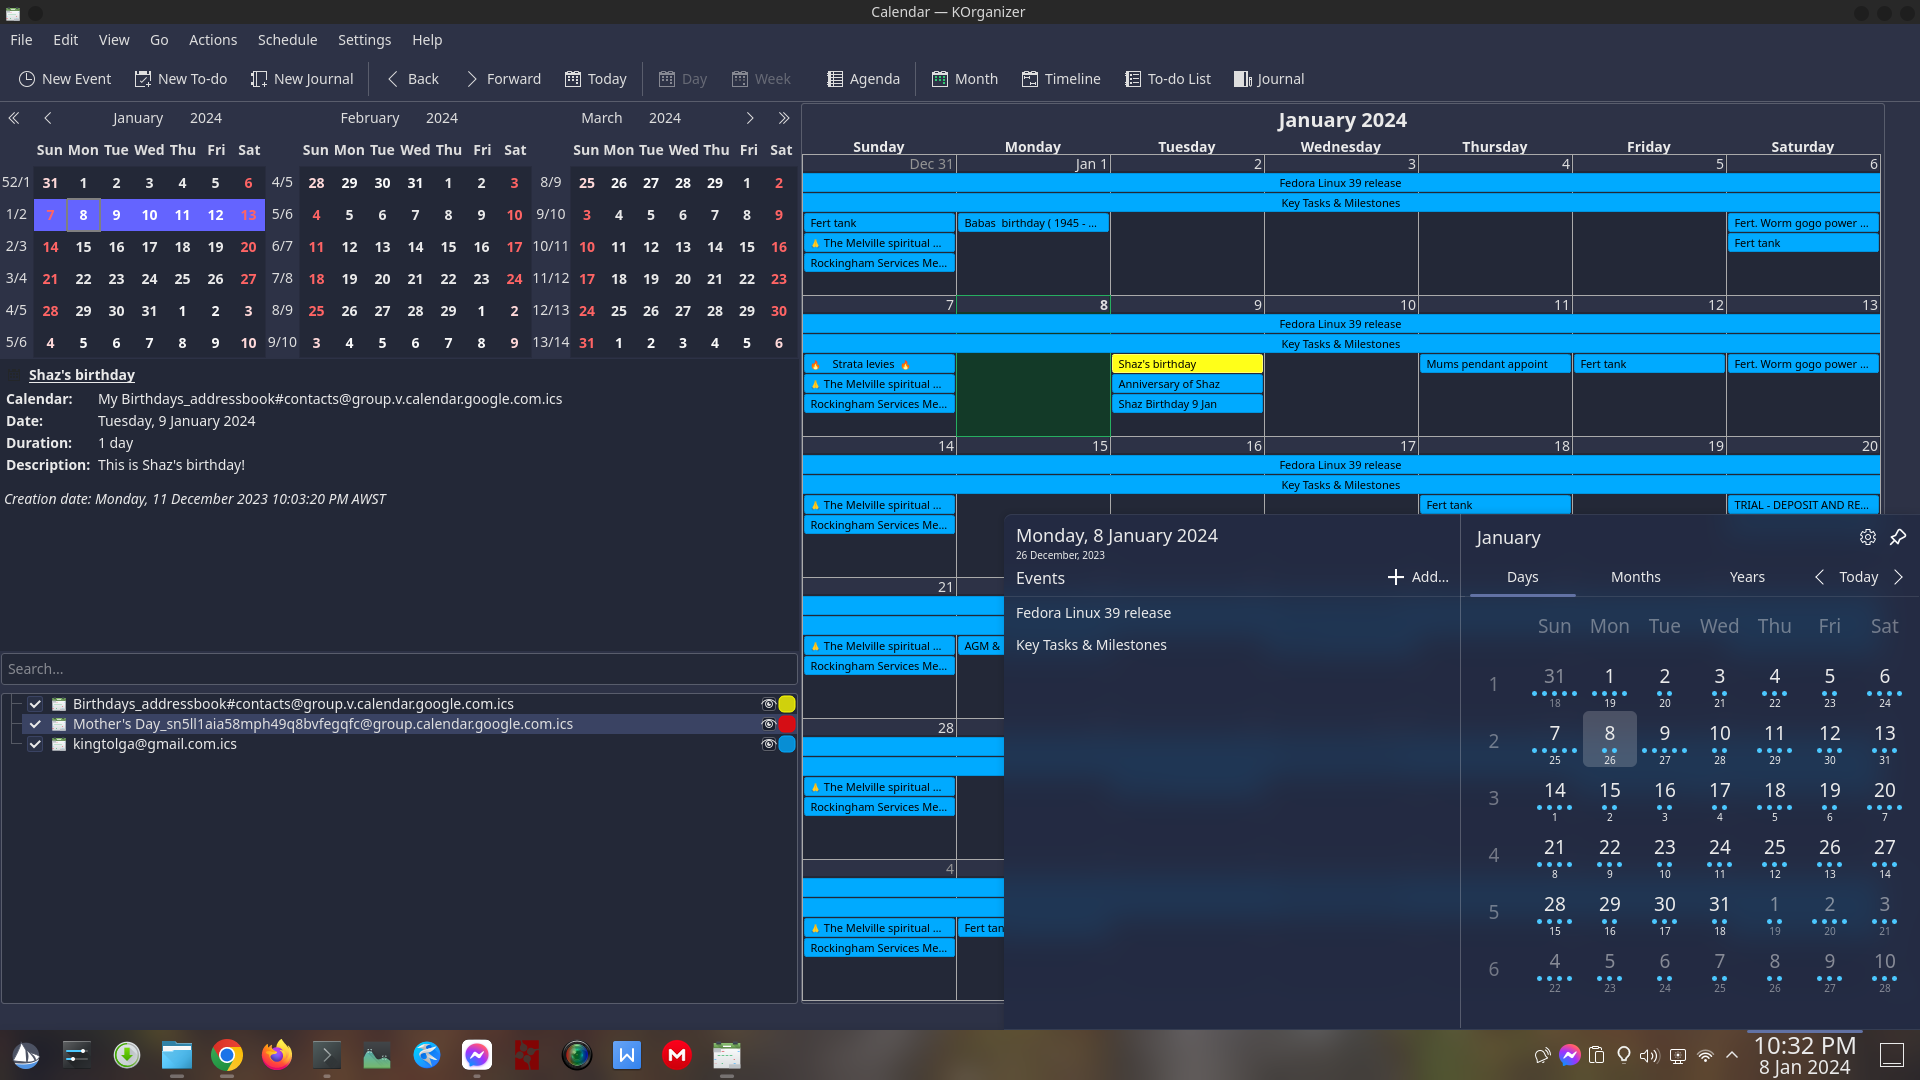 Calendar — KOrganizer
File Edit View Go Actions Schedule Settings Help
New Event New To-do New Journal Back Forward Today Day Week Agenda Month Timeline To-do List Journal
January 2024 February 2024 March 2024
Sun Mon Tue Wed Thu Fri Sat Sun Mon Tue Wed Thu Fri Sat Sun Mon Tue Wed Thu Fri Sat
52/1 31 1 2 3 4 5 6 4/5 28 29 30 31 1 2 3 8/9 25 26 27 28 29 1 2
1/2 7 8 9 10 11 12 13 5/6 4 5 6 7 8 9 10 9/10 3 4 5 6 7 8 9
2/3 14 15 16 17 18 19 20 6/7 11 12 13 14 15 16 17 10/11 10 11 12 13 14 15 16
3/4 21 22 23 24 25 26 27 7/8 18 19 20 21 22 23 24 11/12 17 18 19 20 21 22 23
4/5 28 29 30 31 1 2 3 8/9 25 26 27 28 29 1 2 12/13 24 25 26 27 28 29 30
5/6 4 5 6 7 8 9 10 9/10 3 4 5 6 7 8 9 13/14 31 1 2 3 4 5 6
Shaz's birthday
Calendar: My Birthdays_addressbook#contacts@group.v.calendar.google.com.ics
Date: Tuesday, 9 January 2024
Duration: 1 day
Description: This is Shaz's birthday!
Creation date: Monday, 11 December 2023 10:03:20 PM AWST
Search...
Birthdays_addressbook#contacts@group.v.calendar.google.com.ics
Mother's Day_sn5ll1aia58mph49q8bvfegqfc@group.calendar.google.com.ics
kingtolga@gmail.com.ics
January 2024
Sunday Monday Tuesday Wednesday Thursday Friday Saturday
Dec 31 Jan 1 2 3 4 5 6
Fedora Linux 39 release
Key Tasks & Milestones
Fert tank Babas birthday ( 1945 - ... Fert. Worm gogo power ...
The Melville spiritual ... Fert tank
Rockingham Services Me...
7 8 9 10 11 12 13
Fedora Linux 39 release
Key Tasks & Milestones
Strata levies Shaz's birthday Mums pendant appoint Fert tank Fert. Worm gogo power ...
The Melville spiritual ... Anniversary of Shaz
Rockingham Services Me... Shaz Birthday 9 Jan
14 15 16 17 18 19 20
Fedora Linux 39 release
Key Tasks & Milestones
The Melville spiritual ... Fert tank TRIAL - DEPOSIT AND RE...
Rockingham Services Me...
21
The Melville spiritual ... AGM &
Rockingham Services Me...
28
The Melville spiritual ...
Rockingham Services Me...
4
The Melville spiritual ... Fert tan
Rockingham Services Me...
Monday, 8 January 2024
26 December, 2023
Events Add...
Fedora Linux 39 release
Key Tasks & Milestones
January
Days Months Years Today
Sun Mon Tue Wed Thu Fri Sat
1 31 1 2 3 4 5 6
18 19 20 21 22 23 24
2 7 8 9 10 11 12 13
25 26 27 28 29 30 31
3 14 15 16 17 18 19 20
1 2 3 4 5 6 7
4 21 22 23 24 25 26 27
8 9 10 11 12 13 14
5 28 29 30 31 1 2 3
15 16 17 18 19 20 21
6 4 5 6 7 8 9 10
22 23 24 25 26 27 28
10:32 PM
8 Jan 2024